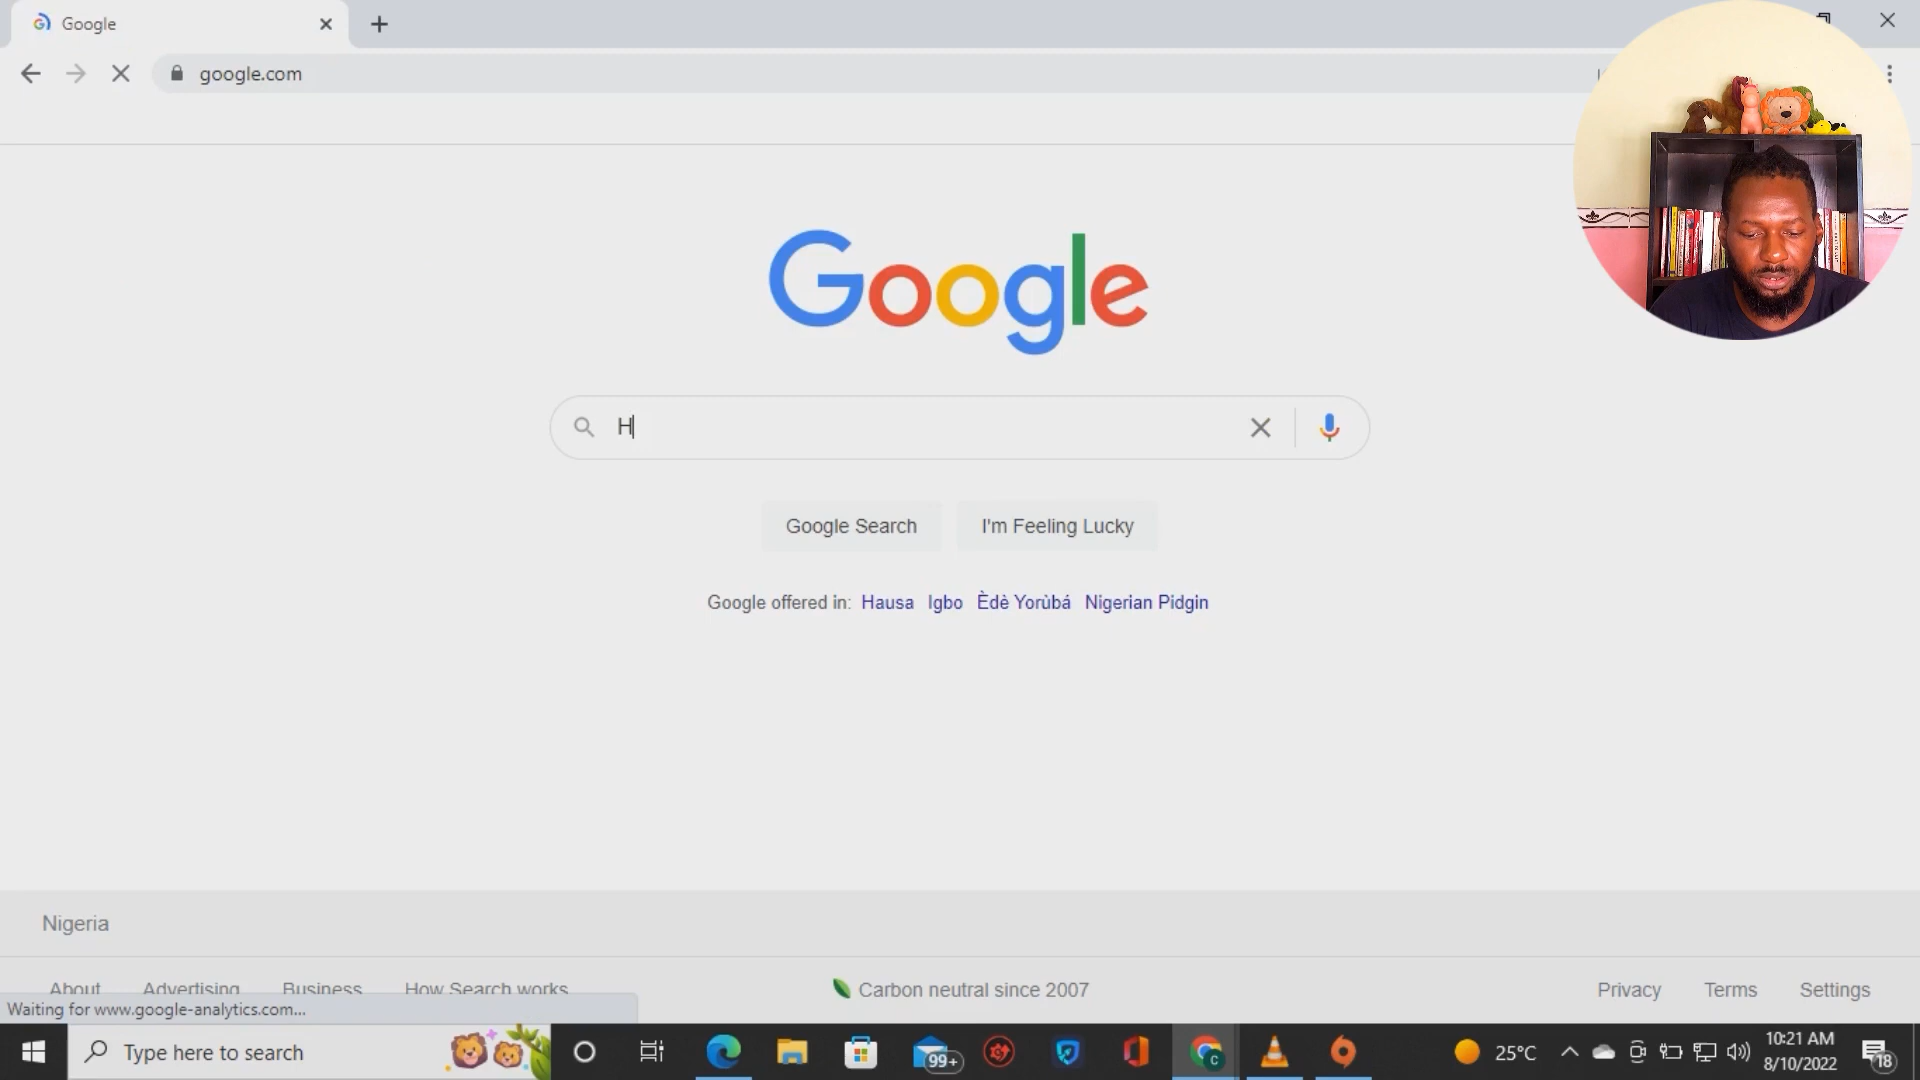 Google
google.com
Google
H
Google Search
I'm Feeling Lucky
Google offered in: Hausa Igbo Èdè Yorùbá Nigerian Pidgin
Nigeria
About Advertising Business How Search works
Carbon neutral since 2007
Privacy Terms Settings
Waiting for www.google-analytics.com...
Type here to search
99+
C
25°C
10:21 AM
8/10/2022
18